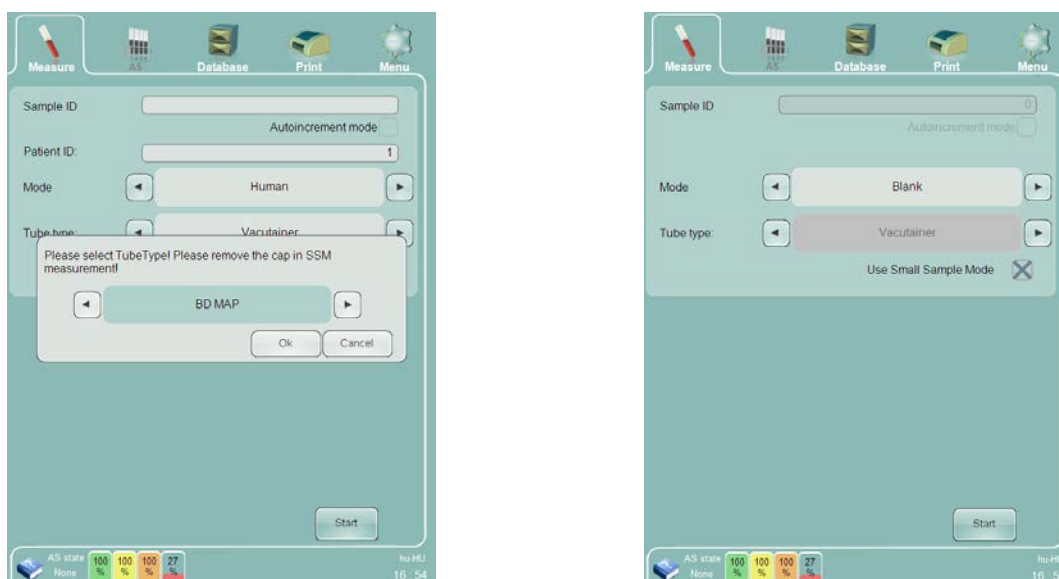 Measure AS Database Print Menu
Sample ID
Autoincrement mode
Patient ID: 1
Mode Human
Tube type: Vacutainer
Please select TubeType! Please remove the cap in SSM
measurement!
BD MAP
Ok Cancel
Start
AS state 100 100 100 27 hu-HU
None % % % % 16 54
Measure AS Database Print Menu
Sample ID 0
Autoincrement mode
Mode Blank
Tube type: Vacutainer
Use Small Sample Mode
Start
AS state 100 100 100 27
None % % % %